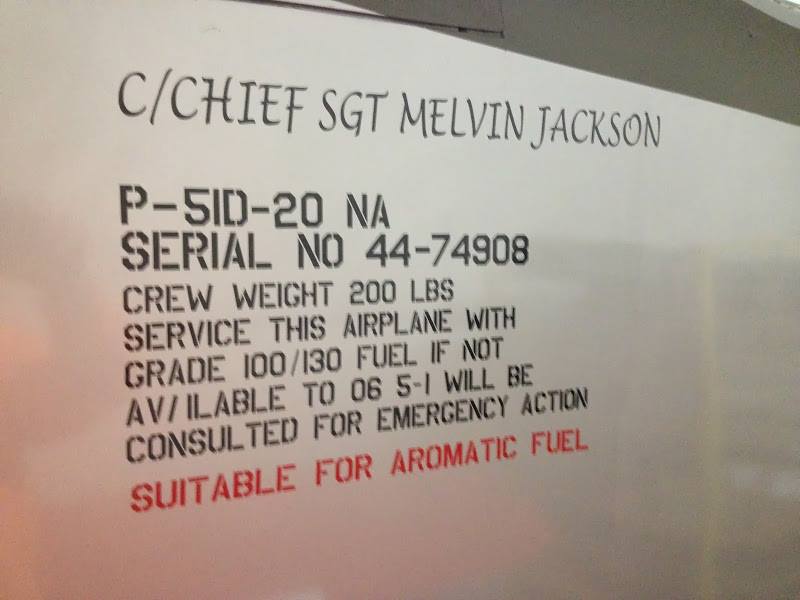 C/CHIEF SGT MELVIN JACKSON
P-51D-20 NA
SERIAL NO 44-74908
CREW WEIGHT 200 LBS
SERVICE THIS AIRPLANE WITH
GRADE 100/130 FUEL IF NOT
AV/ILABLE TO 06 5-1 WILL BE
CONSULTED FOR EMERGENCY ACTION
SUITABLE FOR AROMATIC FUEL